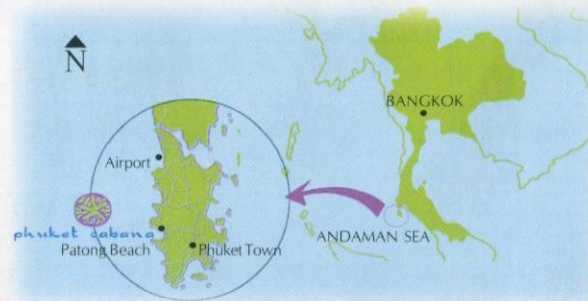 N
BANGKOK
Airport
phuket cabana
Patong Beach
Phuket Town
ANDAMAN SEA